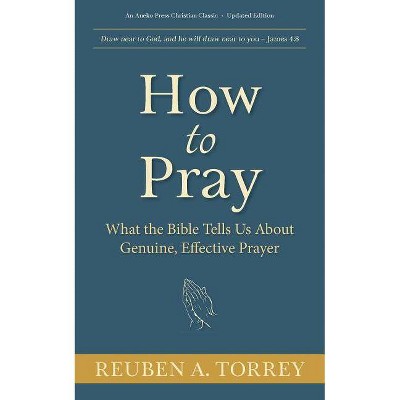 An Aneko Press Christian Classic • Updated Edition
Draw near to God, and he will draw near to you – James 4:8
How
to
Pray
What the Bible Tells Us About
Genuine, Effective Prayer
REUBEN A. TORREY